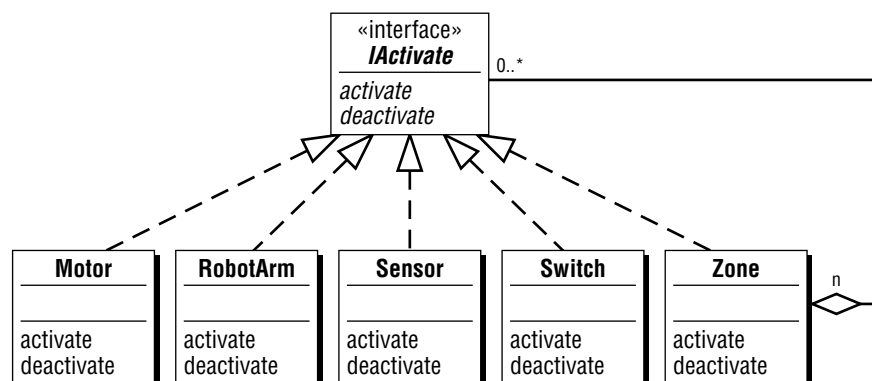 «interface»
IActivate
0..*
activate
deactivate
Motor
activate
deactivate
RobotArm
activate
deactivate
Sensor
activate
deactivate
Switch
activate
deactivate
Zone
activate
deactivate
n